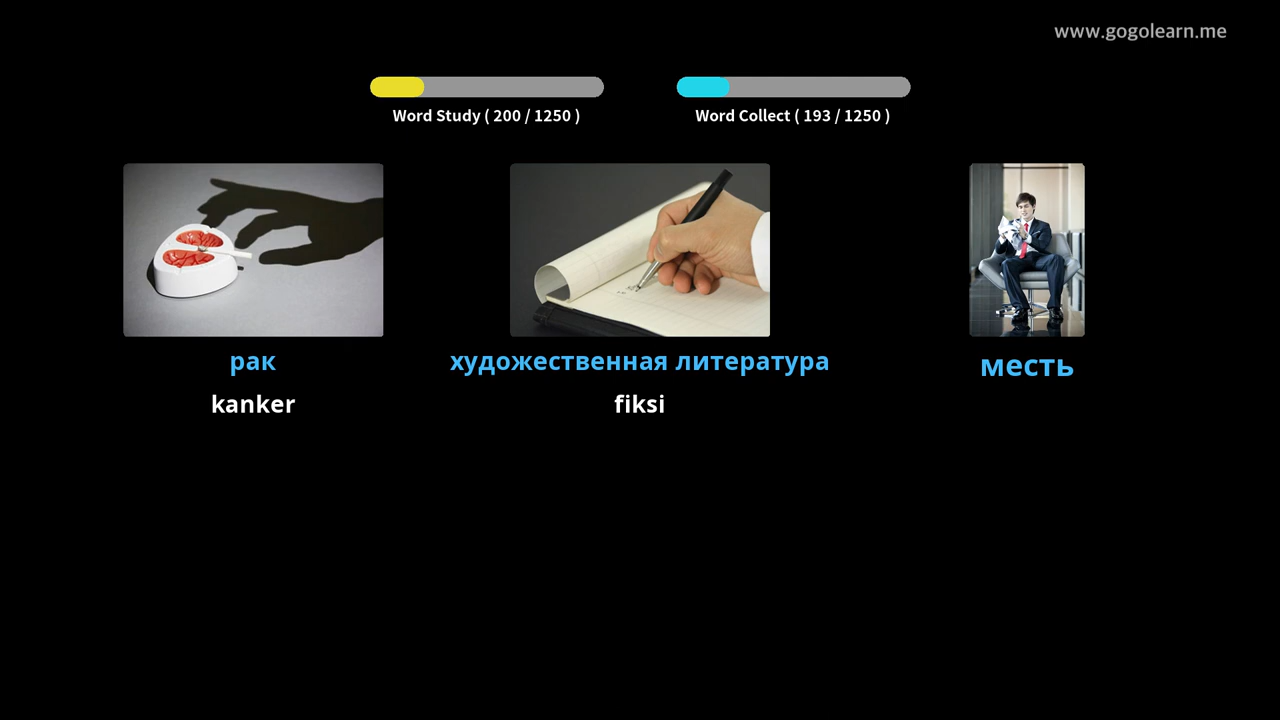 www.gogolearn.me
Word Study ( 200 / 1250 )
Word Collect ( 193 / 1250 )
рак
художественная литература
месть
kanker
fiksi